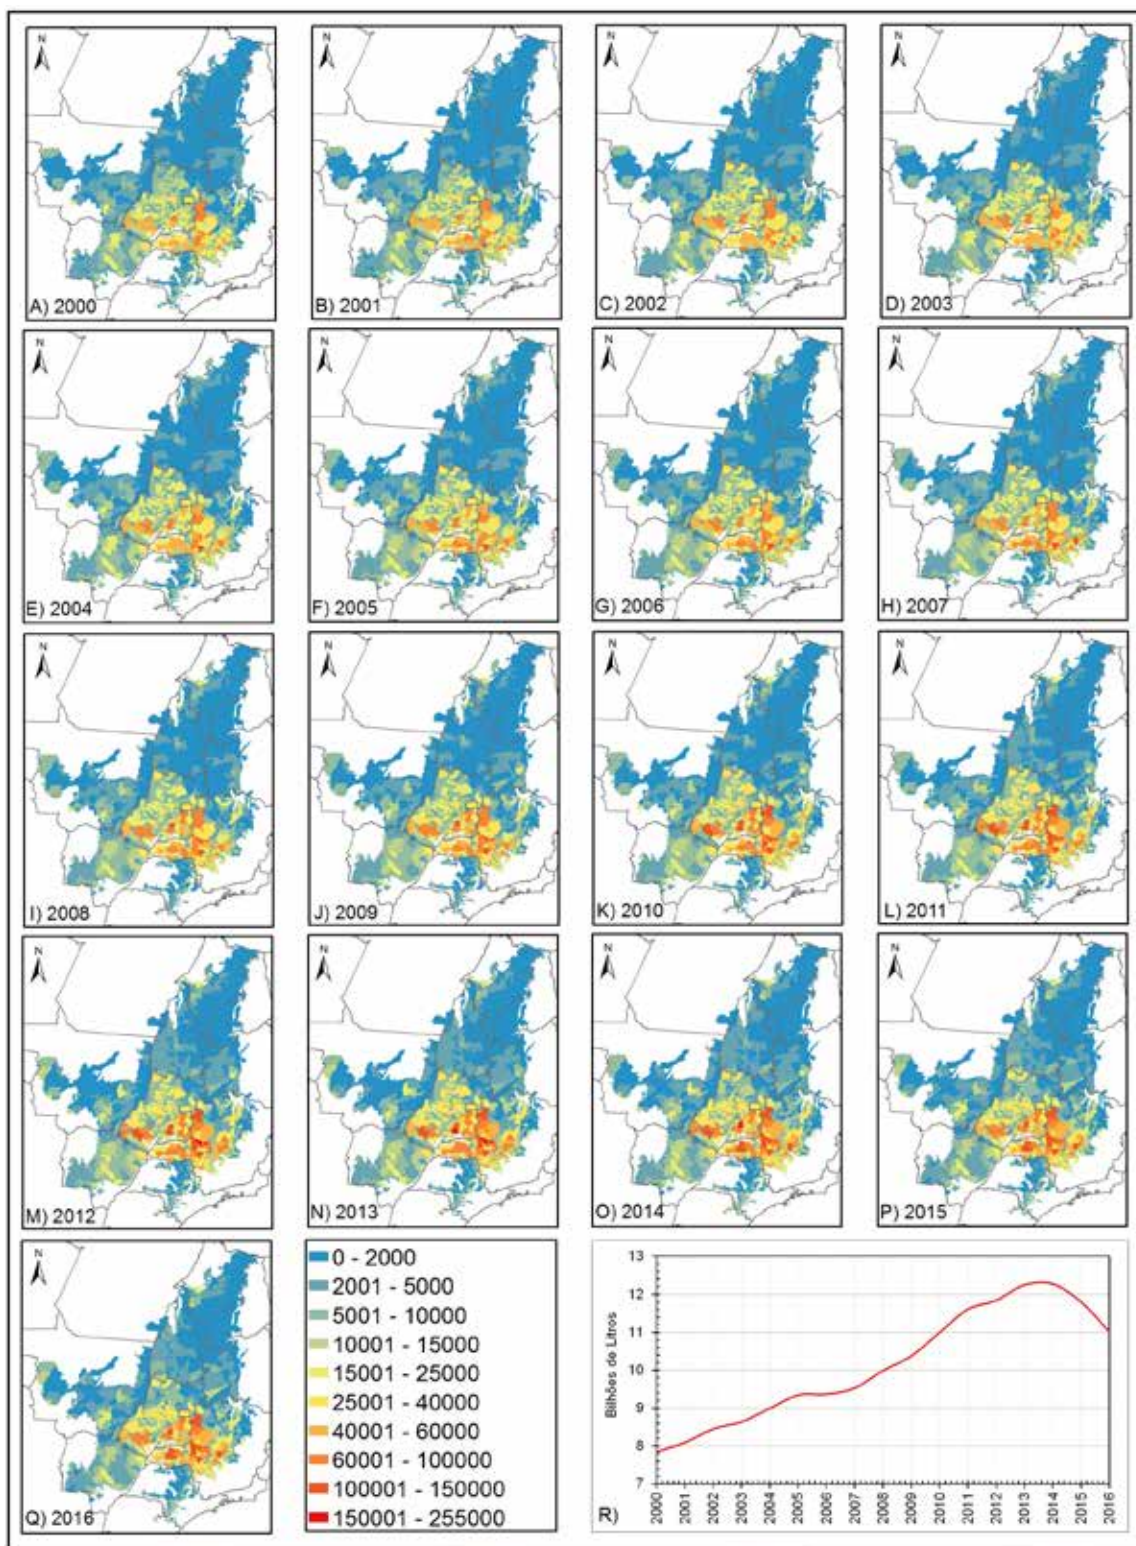 N
N
N
N
A) 2000
B) 2001
C) 2002
D) 2003
N
N
N
N
E) 2004
F) 2005
G) 2006
H) 2007
N
N
N
N
I) 2008
J) 2009
K) 2010
L) 2011
N
N
N
N
M) 2012
N) 2013
O) 2014
P) 2015
N
Q) 2016
0 - 2000
2001 - 5000
5001 - 10000
10001 - 15000
15001 - 25000
25001 - 40000
40001 - 60000
60001 - 100000
100001 - 150000
150001 - 255000
Bilhões de Litros
13
12
11
10
9
8
7
R)
2000
2001
2002
2003
2004
2005
2006
2007
2008
2009
2010
2011
2012
2013
2014
2015
2016